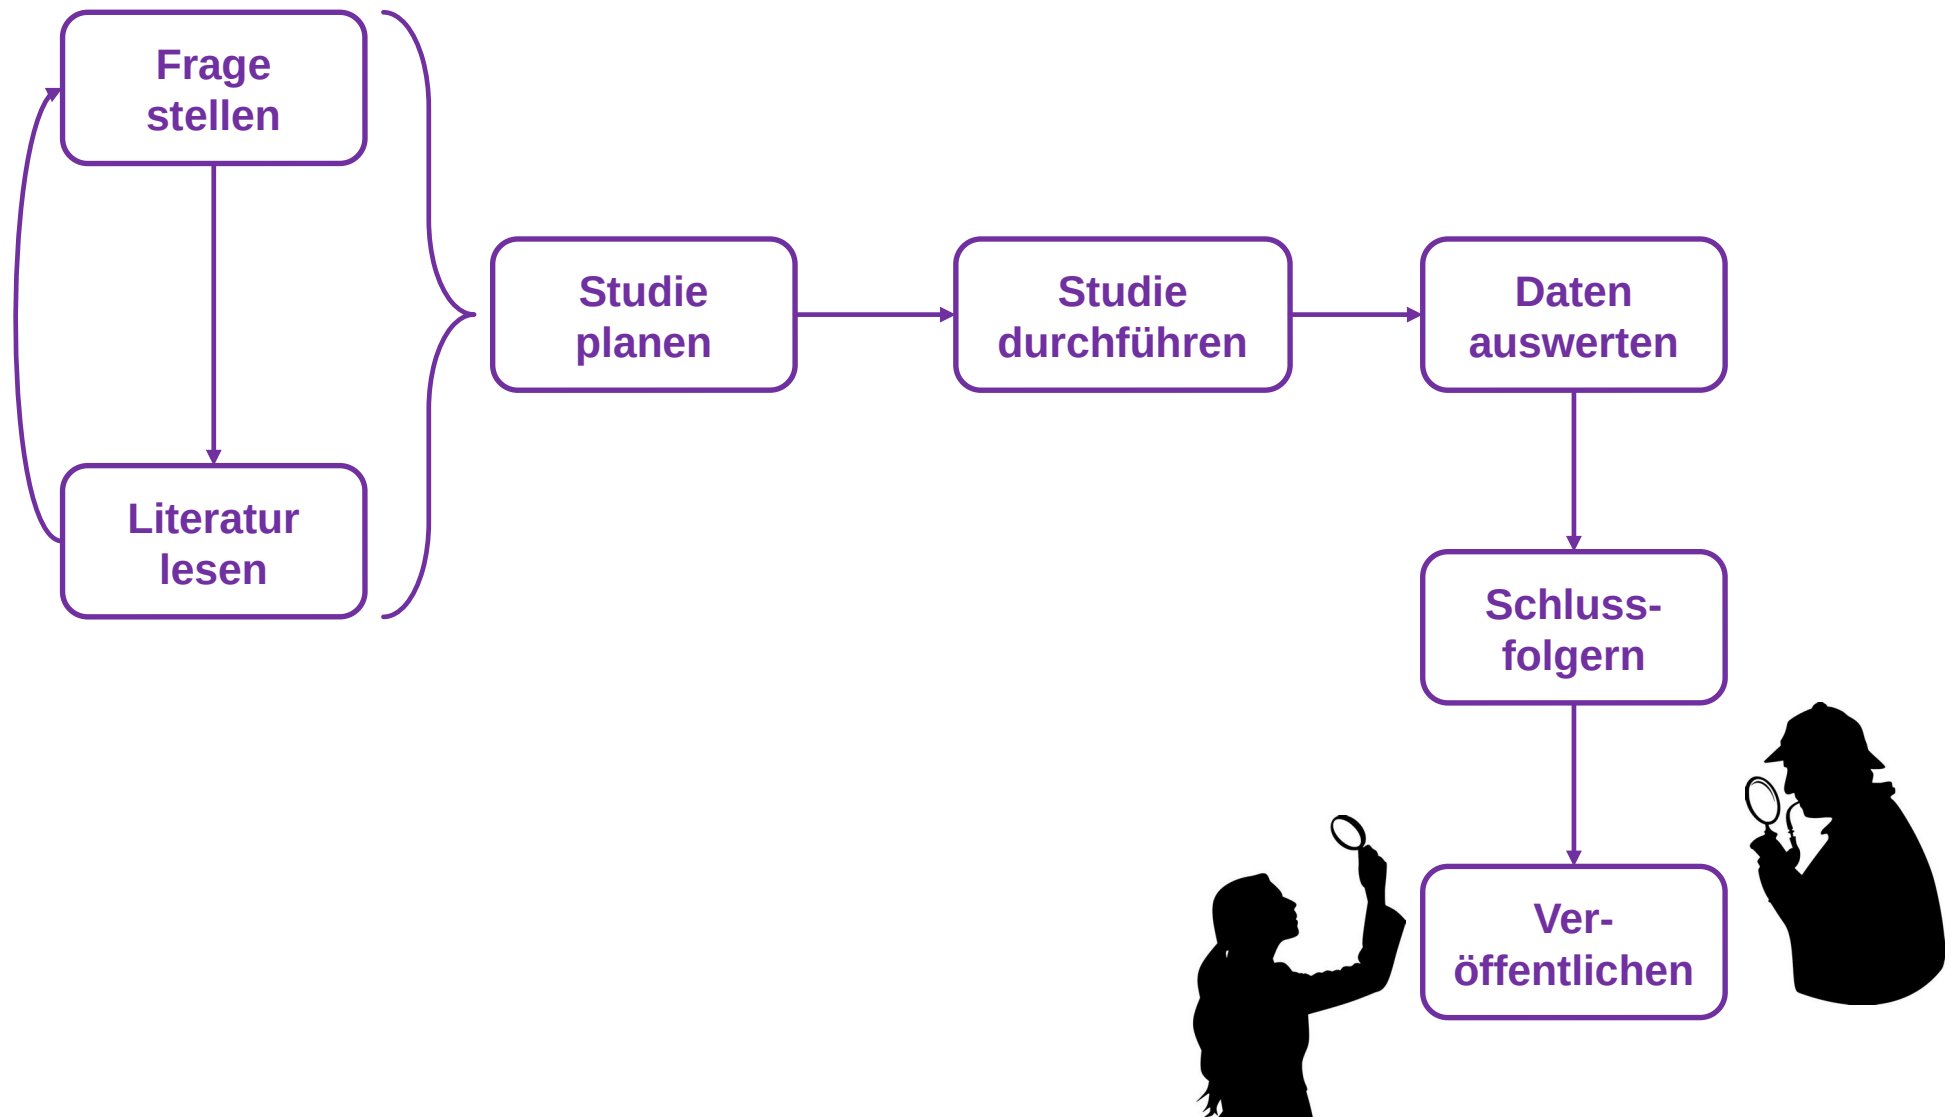 Frage
stellen
Literatur
lesen
Studie
planen
Studie
durchführen
Daten
auswerten
Schluss-
folgern
Ver-
öffentlichen